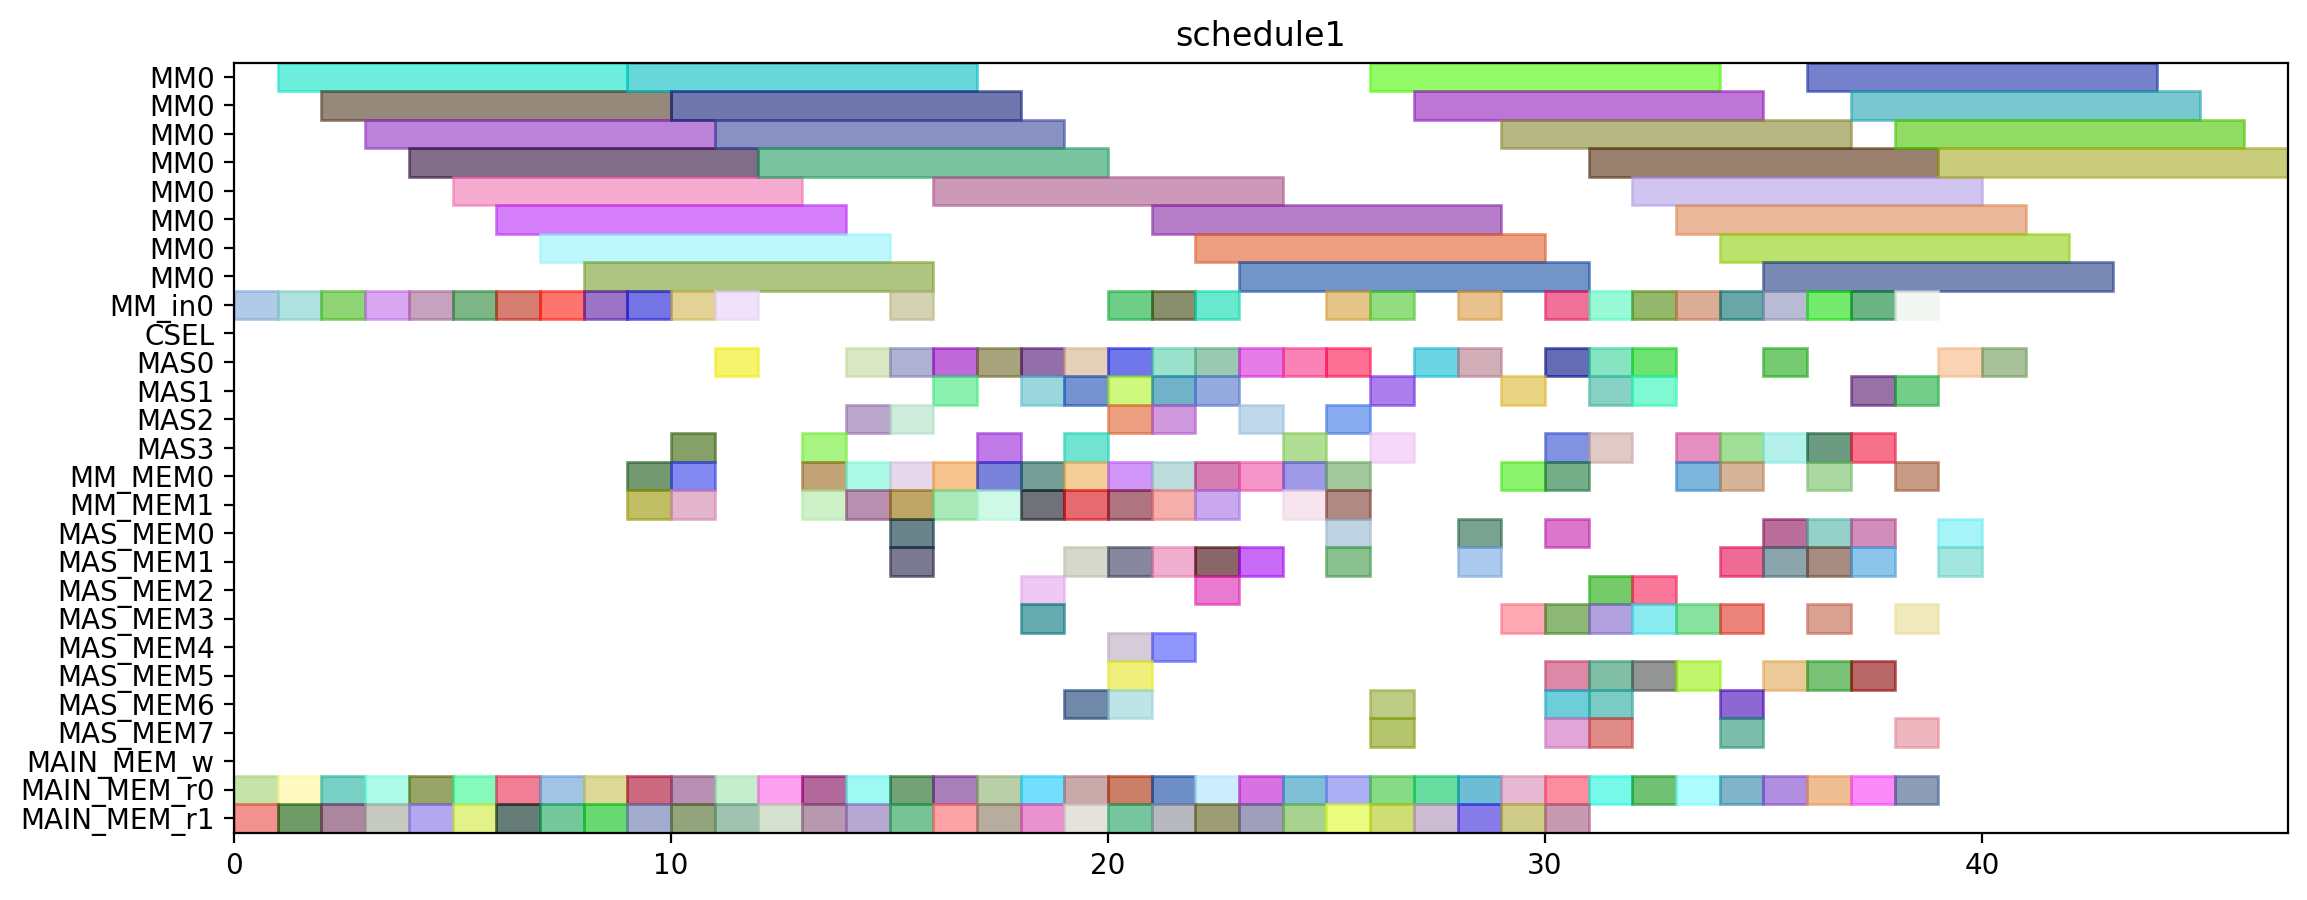 schedule1
MM0
MM0
MM0
MM0
MM0
MM0
MM0
MM0
MM_in0
CSEL
MAS0
MAS1
MAS2
MAS3
MM_MEM0
MM_MEM1
MAS_MEM0
MAS_MEM1
MAS_MEM2
MAS_MEM3
MAS_MEM4
MAS_MEM5
MAS_MEM6
MAS_MEM7
MAIN_MEM_w
MAIN_MEM_r0
MAIN_MEM_r1
0 10 20 30 40